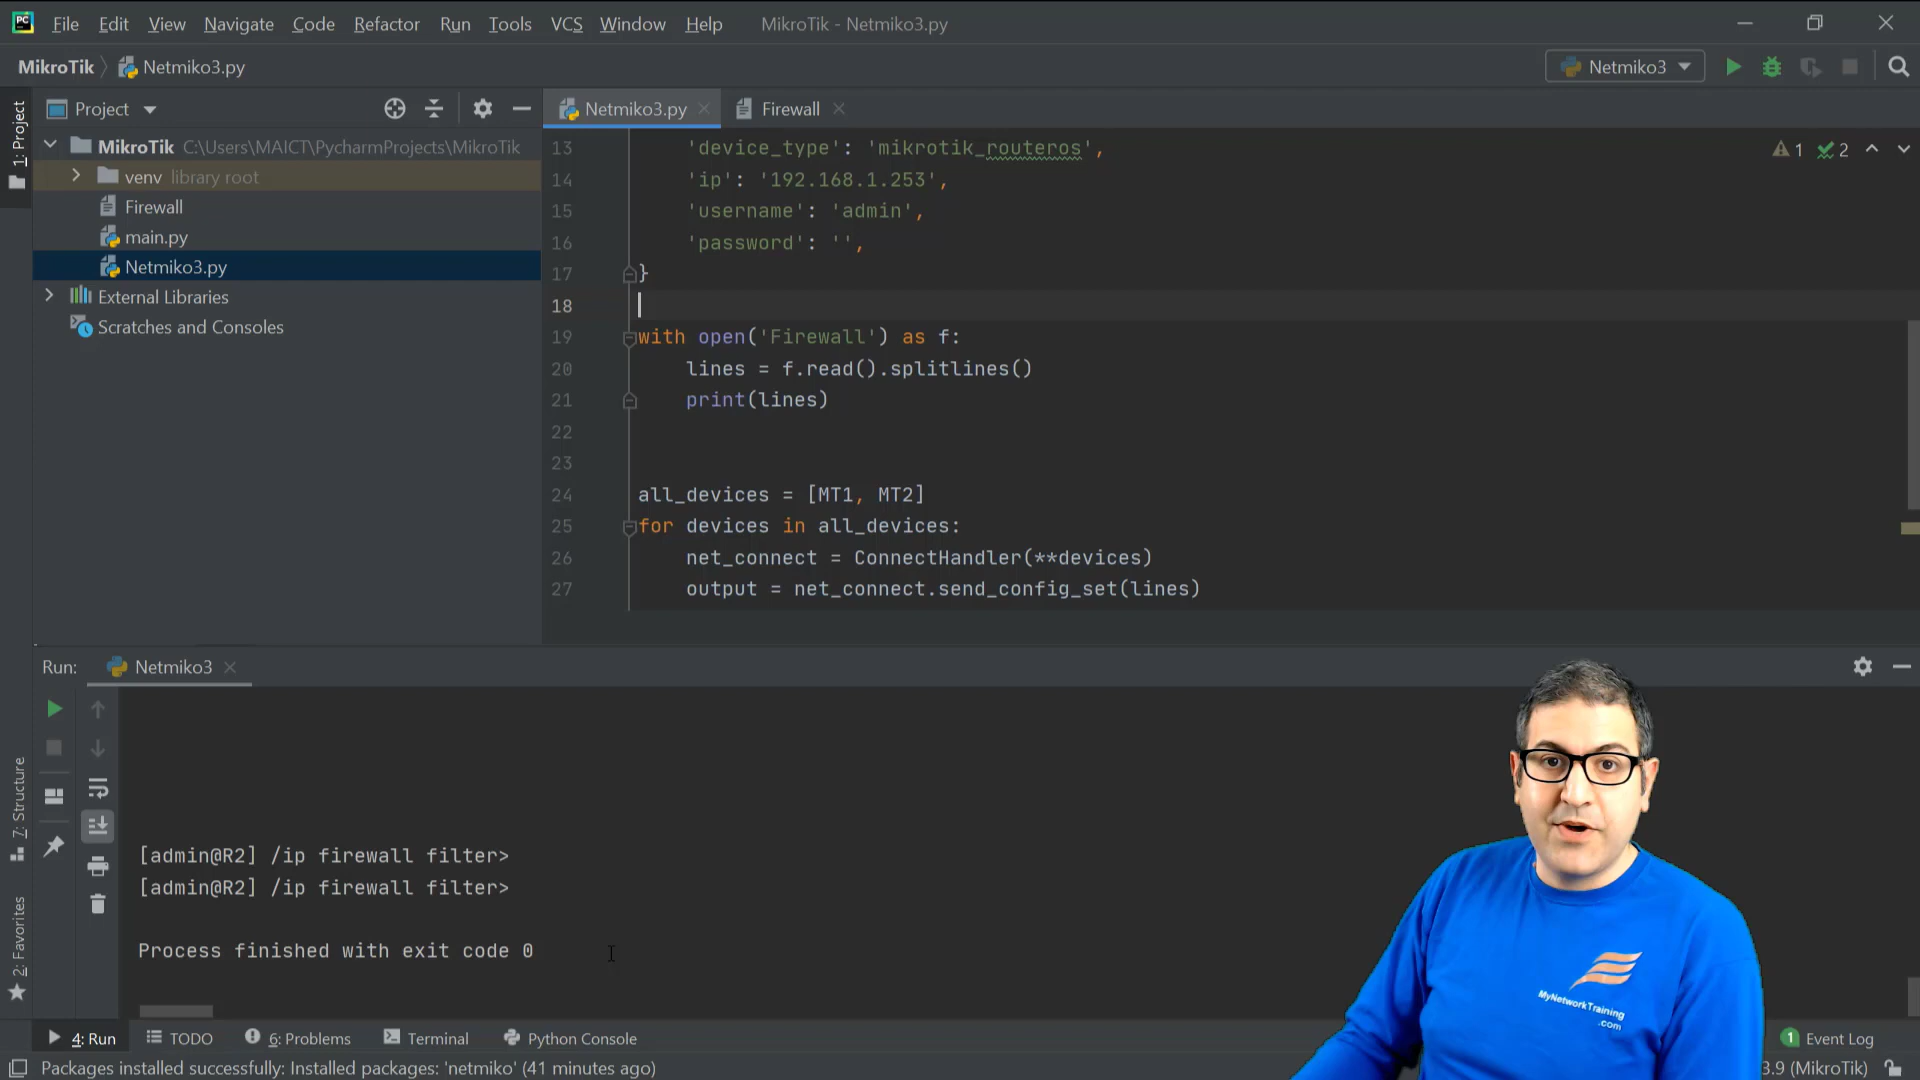 File Edit View Navigate Code Refactor Run Tools VCS Window Help MikroTik - Netmiko3.py
MikroTik Netmiko3.py Netmiko3
Project Netmiko3.py Firewall
1: Project
MikroTik C:\Users\MAICT\PycharmProjects\MikroTik
venv library root
Firewall
main.py
Netmiko3.py
External Libraries
Scratches and Consoles
1 2
13 'device_type': 'mikrotik_routeros',
14 'ip': '192.168.1.253',
15 'username': 'admin',
16 'password': '',
17 }
18
19 with open('Firewall') as f:
20 lines = f.read().splitlines()
21 print(lines)
22
23
24 all_devices = [MT1, MT2]
25 for devices in all_devices:
26 net_connect = ConnectHandler(**devices)
27 output = net_connect.send_config_set(lines)
Run: Netmiko3
7: Structure
2: Favorites
[admin@R2] /ip firewall filter>
[admin@R2] /ip firewall filter>
Process finished with exit code 0
MyNetworkTraining
.com
4: Run TODO 6: Problems Terminal Python Console 1 Event Log
Packages installed successfully: Installed packages: 'netmiko' (41 minutes ago) 3.9 (MikroTik)